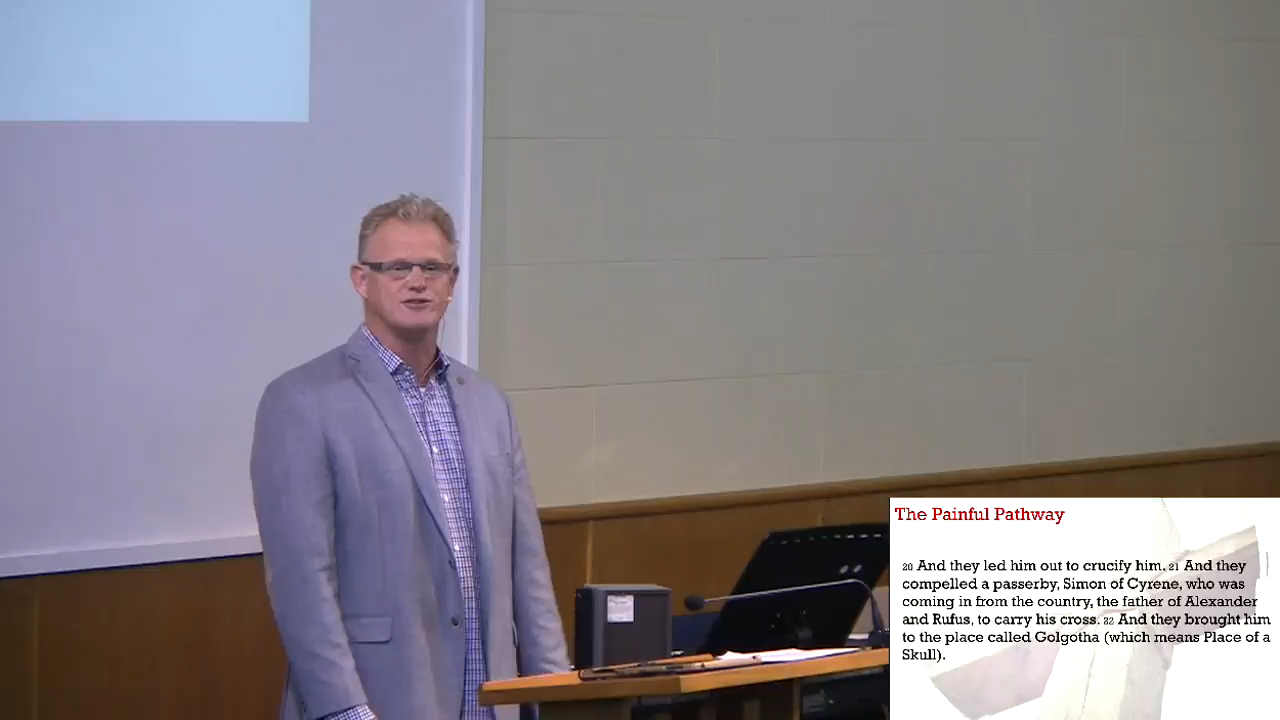 The Painful Pathway
20 And they led him out to crucify him. 21 And they
compelled a passerby, Simon of Cyrene, who was
coming in from the country, the father of Alexander
and Rufus, to carry his cross. 22 And they brought him
to the place called Golgotha (which means Place of a
Skull).